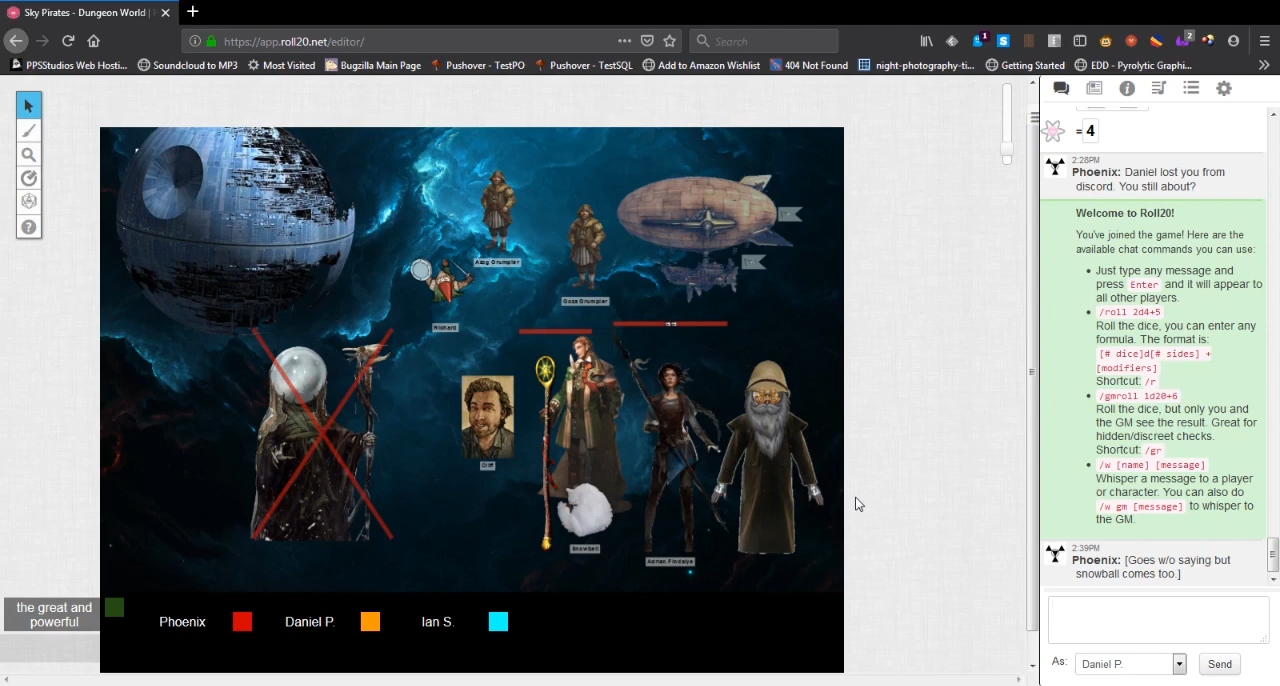 Sky Pirates - Dungeon World |
https://app.roll20.net/editor/
Search
1
2
PPSStudios Web Hosti...
Soundcloud to MP3
Most Visited
Bugzilla Main Page
Pushover - TestPO
Pushover - TestSQL
Add to Amazon Wishlist
404 Not Found
night-photography-ti...
Getting Started
EDD - Pyrolytic Graphi...
= 4
2:28PM
Phoenix: Daniel lost you from
discord. You still about?
Welcome to Roll20!
You've joined the game! Here are the
available chat commands you can use:
Just type any message and
press Enter and it will appear to
all other players.
/roll 2d4+5
Roll the dice, you can enter any
formula. The format is:
[# dice]d[# sides] +
[modifiers]
Shortcut: /r
/gmroll 1d20+6
Roll the dice, but only you and
the GM see the result. Great for
hidden/discreet checks.
Shortcut: /gr
/w [name] [message]
Whisper a message to a player
or character. You can also do
/w gm [message] to whisper to
the GM.
2:39PM
Phoenix: [Goes w/o saying but
snowball comes too.]
As:
Daniel P.
Send
Grumpler
Grumpler
Richard
Cliff
Snowball
Adrian
the great and
powerful
Phoenix
Daniel P.
Ian S.